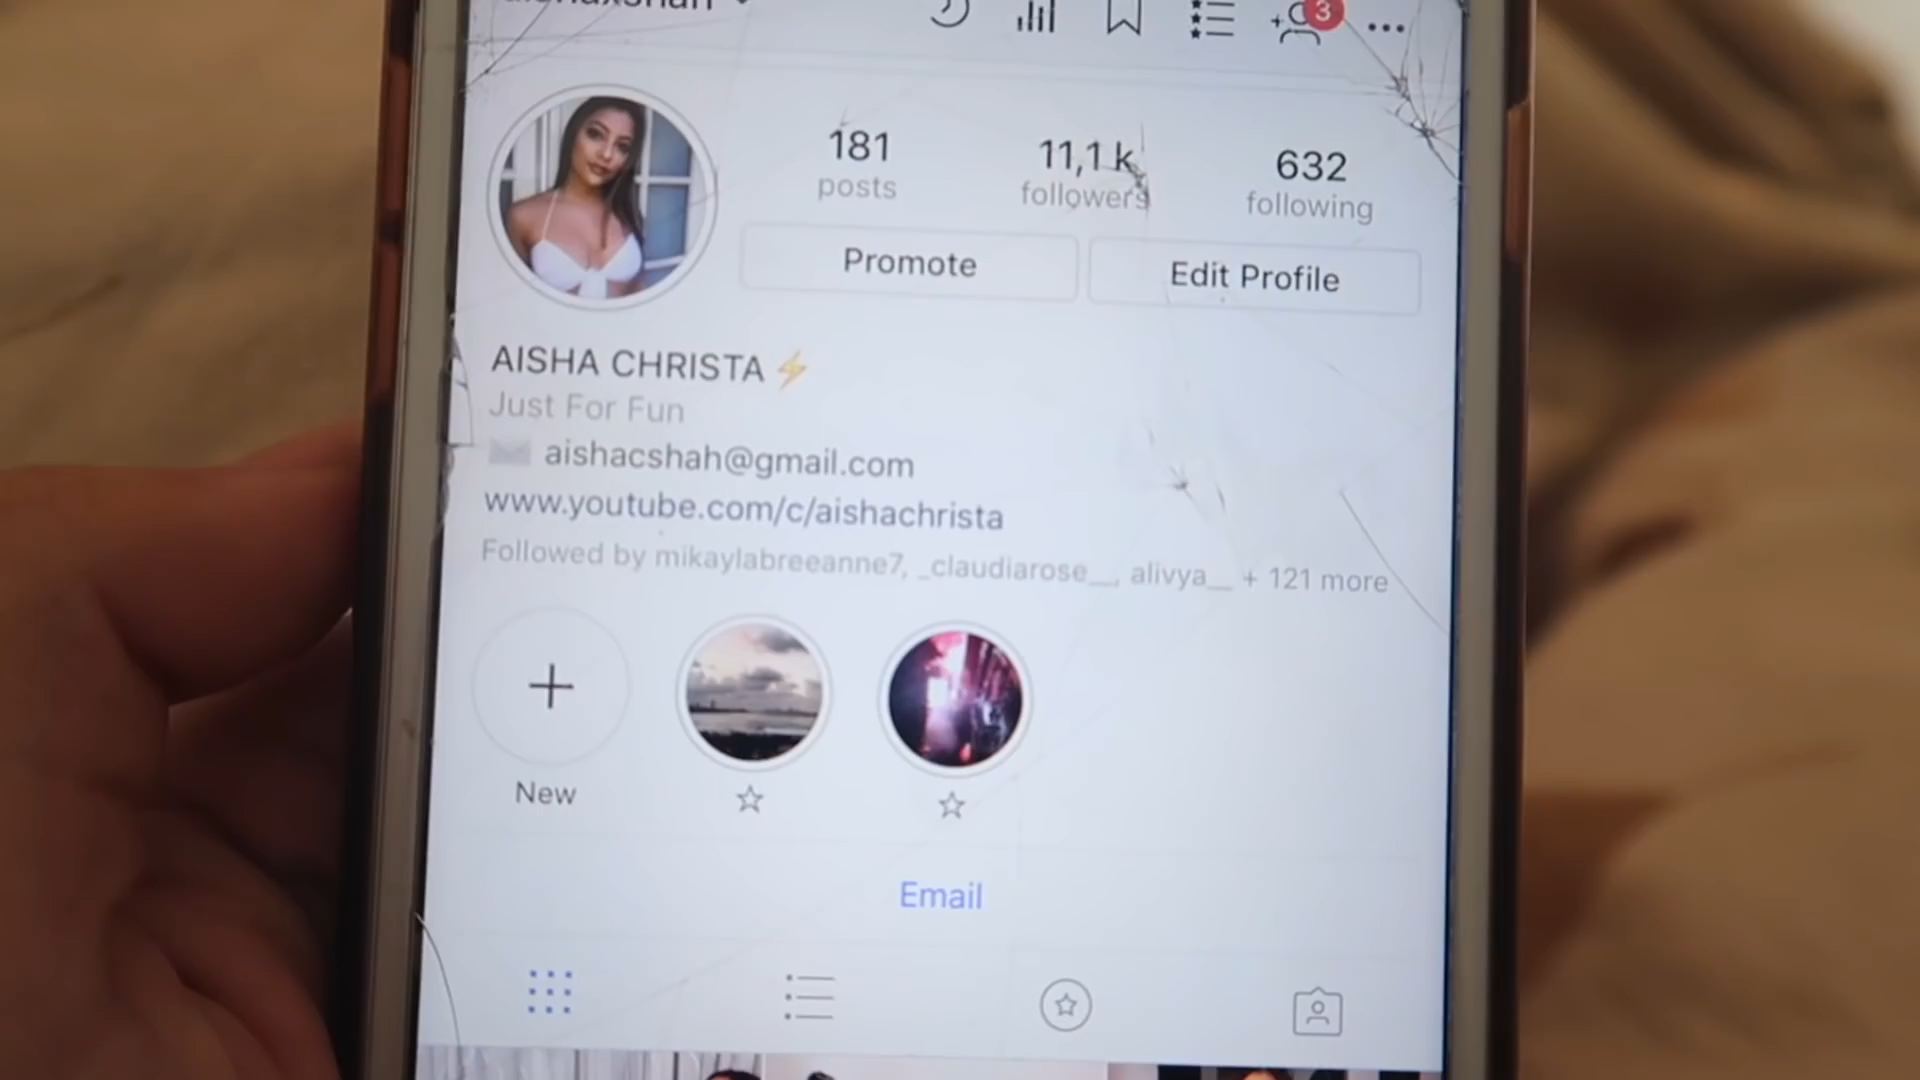 3
181 11,1 k 632
posts followers following
Promote Edit Profile
AISHA CHRISTA⚡
Just For Fun
aishacshah@gmail.com
www.youtube.com/c/aishachrista
Followed by mikaylabreeanne7, _claudiarose__, alivya__ + 121 more
New
Email